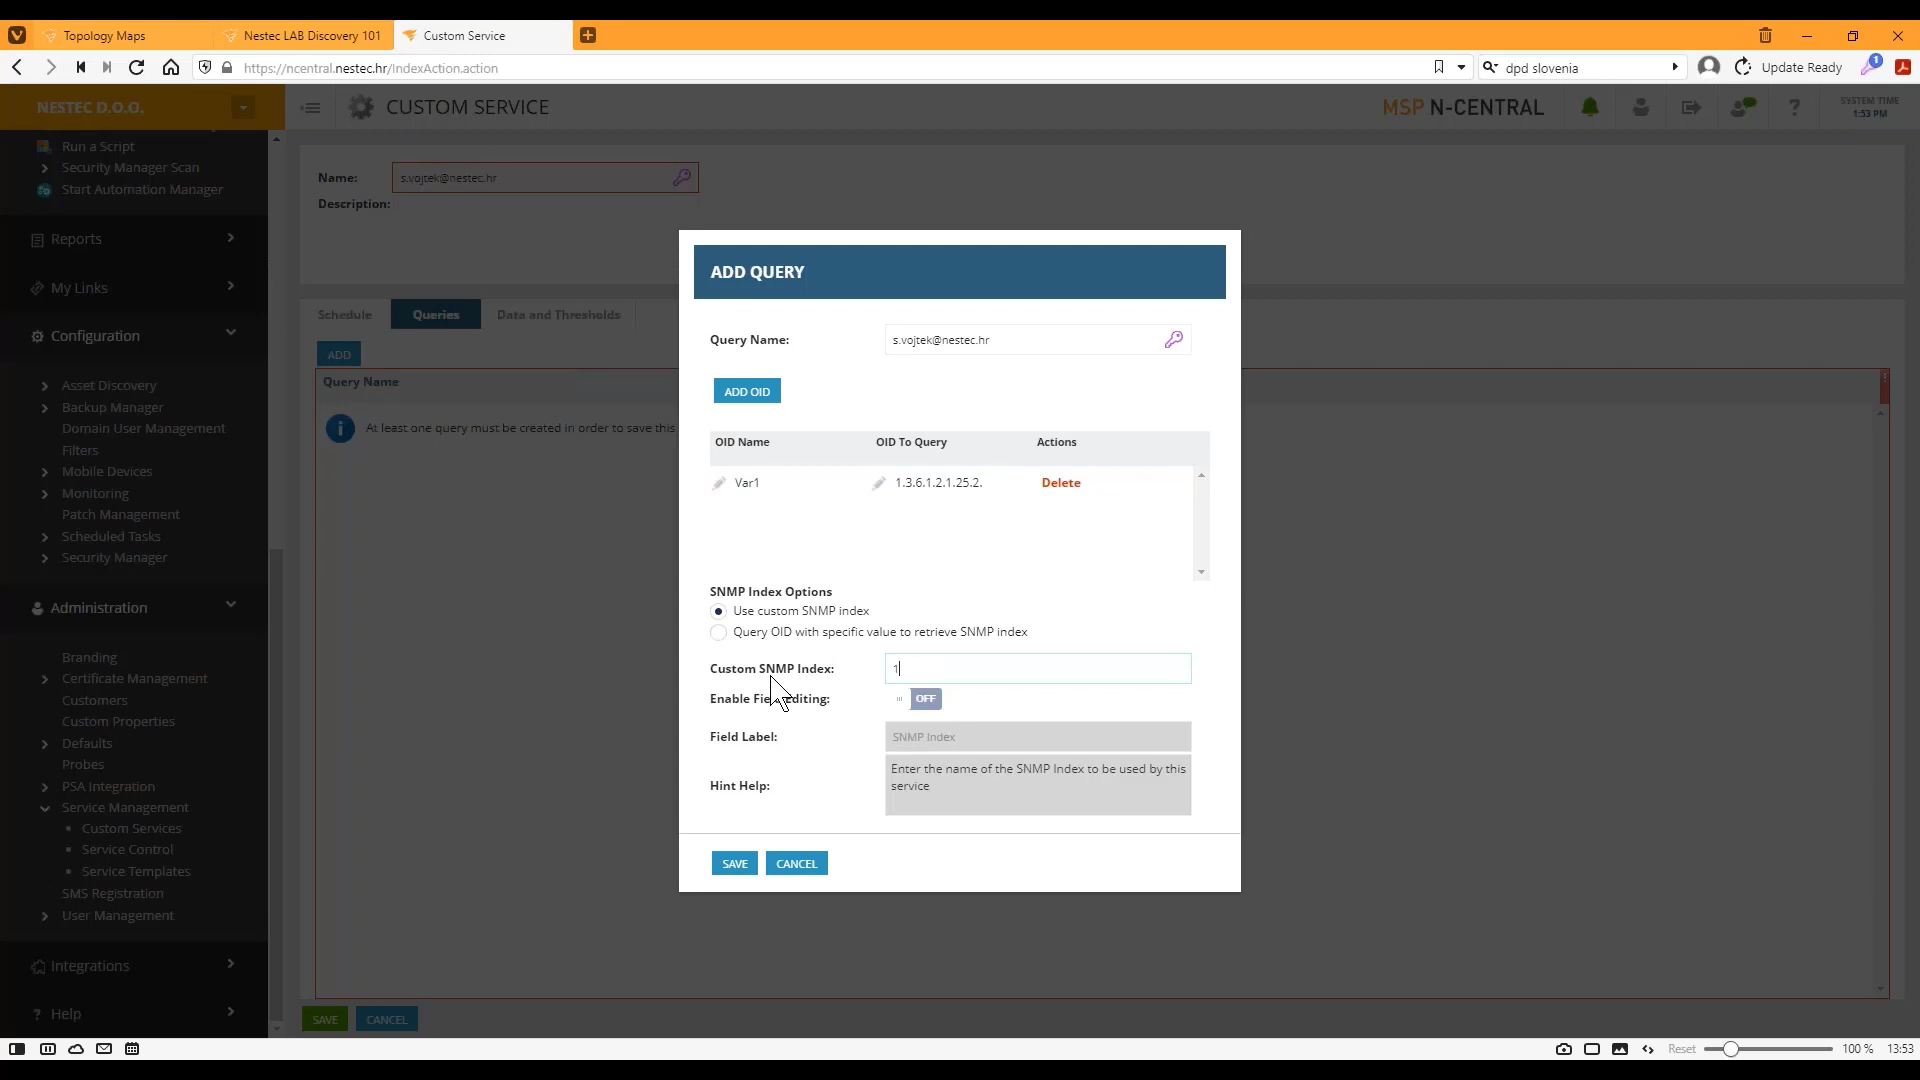 Topology Maps
Nestec LAB Discovery 101
Custom Service
https://ncentral.nestec.hr/IndexAction.action
dpd slovenia
Update Ready
1
NESTEC D.O.O.
CUSTOM SERVICE
MSP N-CENTRAL
SYSTEM TIME
1:53 PM
Run a Script
Security Manager Scan
Start Automation Manager
Reports
My Links
Configuration
Asset Discovery
Backup Manager
Domain User Management
Filters
Mobile Devices
Monitoring
Patch Management
Scheduled Tasks
Security Manager
Administration
Branding
Certificate Management
Customers
Custom Properties
Defaults
Probes
PSA Integration
Service Management
Custom Services
Service Control
Service Templates
SMS Registration
User Management
Integrations
Help
Name: s.vojtek@nestec.hr
Description:
Schedule Queries Data and Thresholds
ADD
Query Name
At least one query must be created in order to save this
SAVE CANCEL
ADD QUERY
Query Name: s.vojtek@nestec.hr
ADD OID
OID Name OID To Query Actions
Var1 1.3.6.1.2.1.25.2. Delete
SNMP Index Options
Use custom SNMP index
Query OID with specific value to retrieve SNMP index
Custom SNMP Index: 1
Enable Fie diting: OFF
Field Label: SNMP Index
Hint Help: Enter the name of the SNMP Index to be used by this
service
SAVE CANCEL
Reset 100 % 13:53